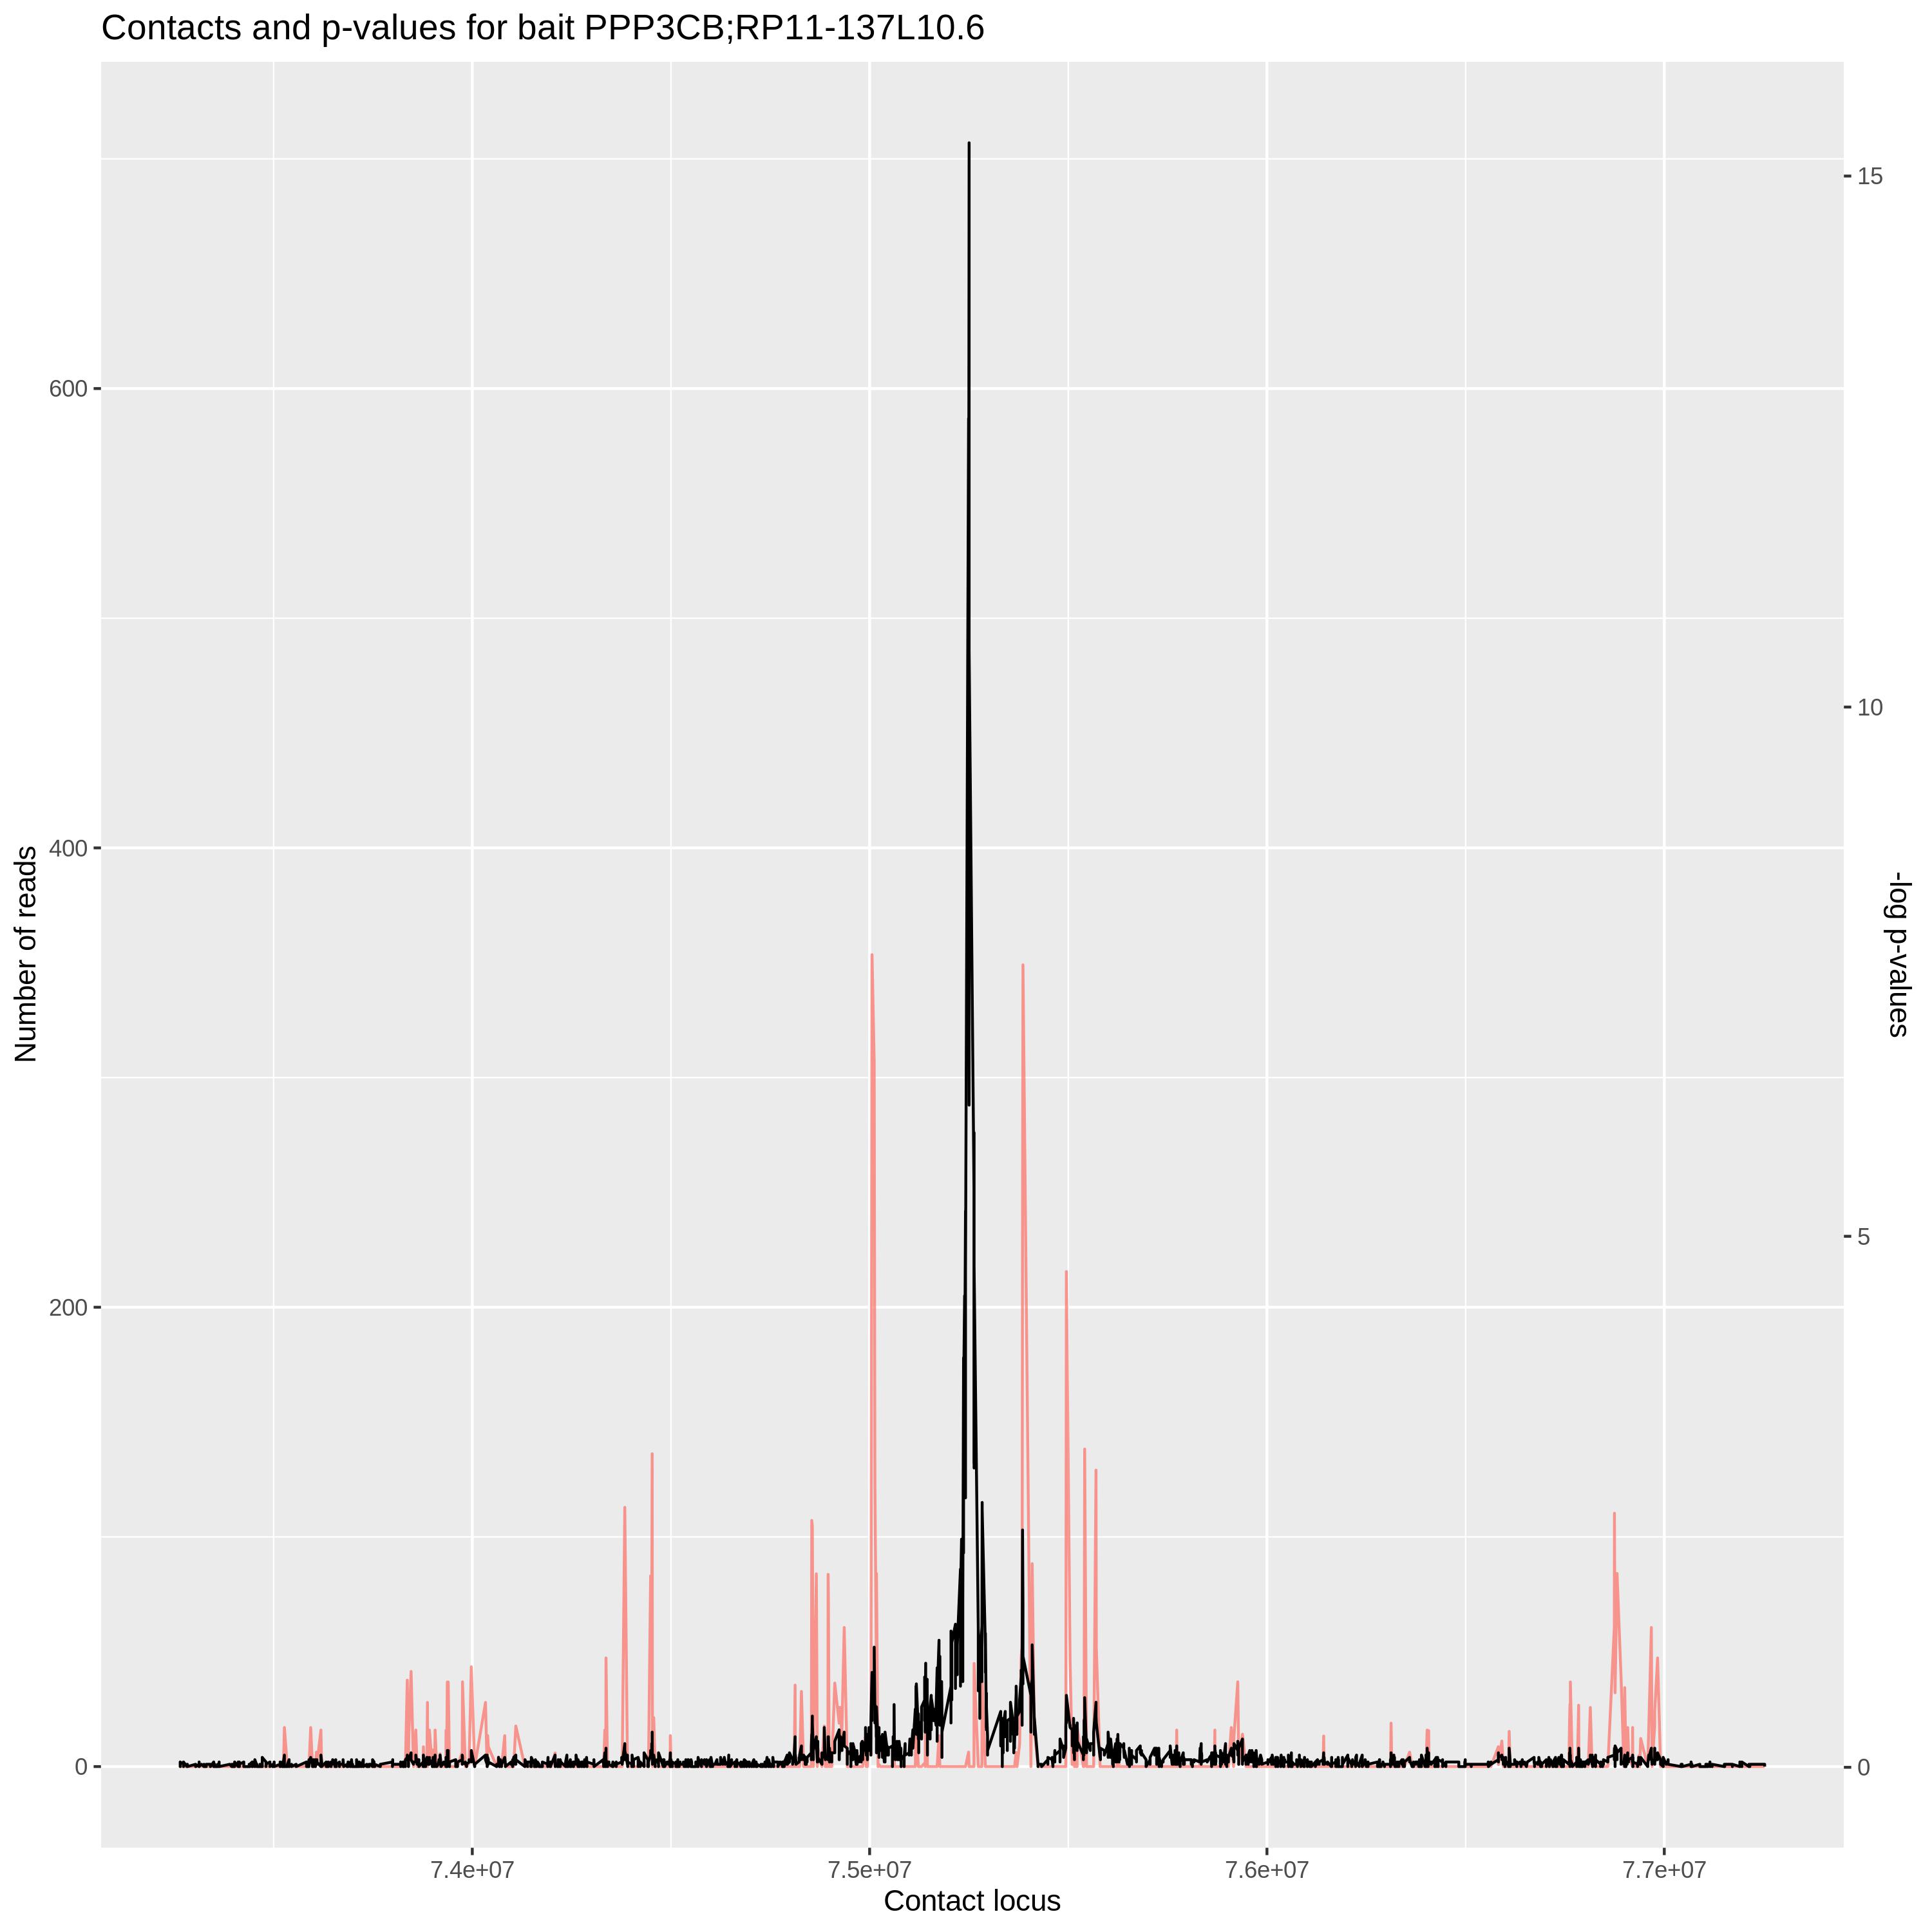 Contacts and p-values for bait PPP3CB;RP11-137L10.6
Number of reads
600
400
200
0
15
10
5
0
-log p-values
7.4e+07
7.5e+07
7.6e+07
7.7e+07
Contact locus